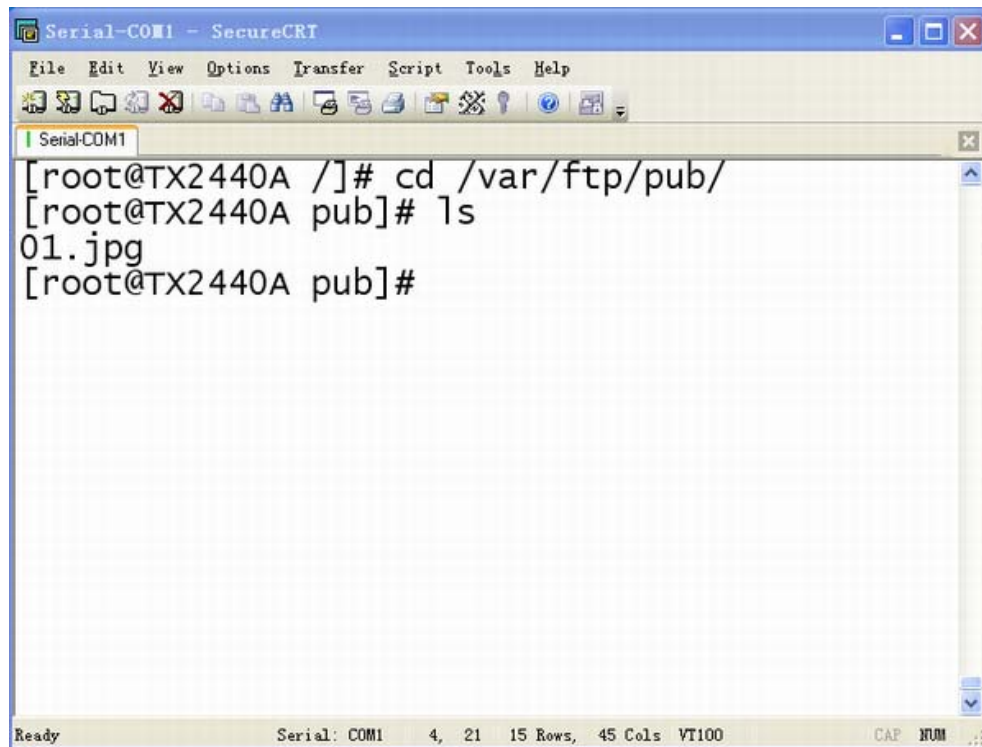 Serial-COM1 - SecureCRT
File Edit View Options Transfer Script Tools Help
Serial-COM1
[root@TX2440A /]# cd /var/ftp/pub/
[root@TX2440A pub]# ls
01.jpg
[root@TX2440A pub]#
Ready Serial: COM1 4, 21 15 Rows, 45 Cols VT100 CAP NUM